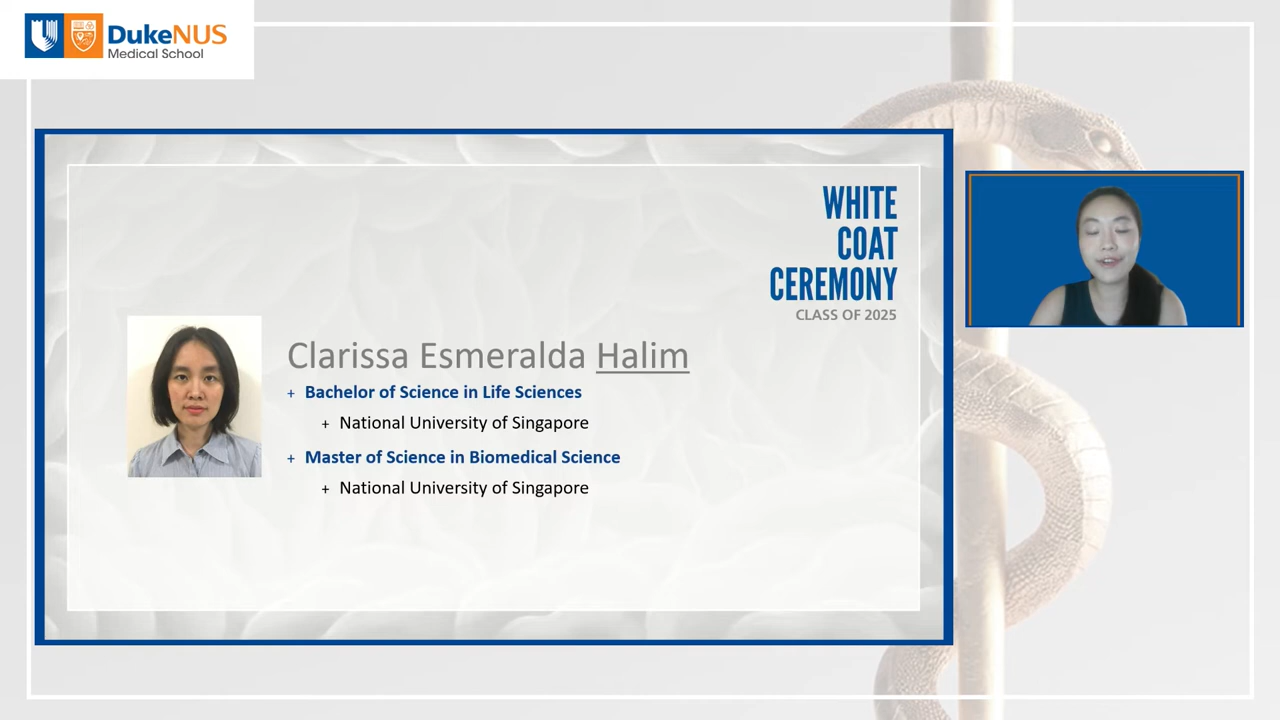 DukeNUS
Medical School
WHITE
COAT
CEREMONY
CLASS OF 2025
Clarissa Esmeralda Halim
+ Bachelor of Science in Life Sciences
+ National University of Singapore
+ Master of Science in Biomedical Science
+ National University of Singapore